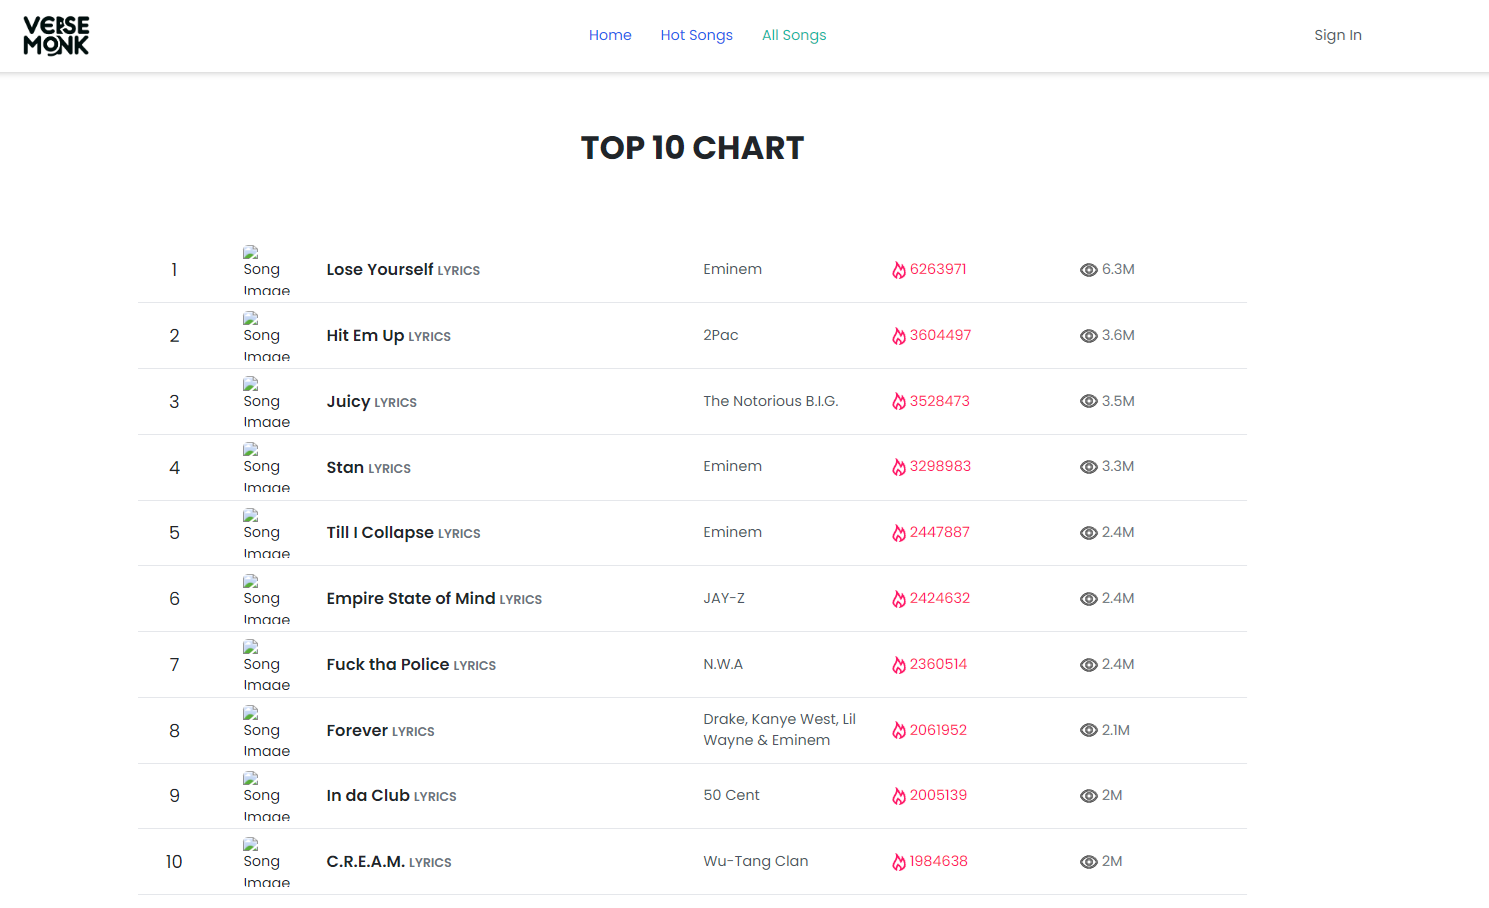 VERSE
MONK
Home Hot Songs All Songs Sign In
TOP 10 CHART
1 Song Image Lose Yourself LYRICS Eminem 6263971 6.3M
2 Song Image Hit Em Up LYRICS 2Pac 3604497 3.6M
3 Song Image Juicy LYRICS The Notorious B.I.G. 3528473 3.5M
4 Song Image Stan LYRICS Eminem 3298983 3.3M
5 Song Image Till I Collapse LYRICS Eminem 2447887 2.4M
6 Song Image Empire State of Mind LYRICS JAY-Z 2424632 2.4M
7 Song Image Fuck tha Police LYRICS N.W.A 2360514 2.4M
8 Song Image Forever LYRICS Drake, Kanye West, Lil
Wayne & Eminem 2061952 2.1M
9 Song Image In da Club LYRICS 50 Cent 2005139 2M
10 Song Image C.R.E.A.M. LYRICS Wu-Tang Clan 1984638 2M